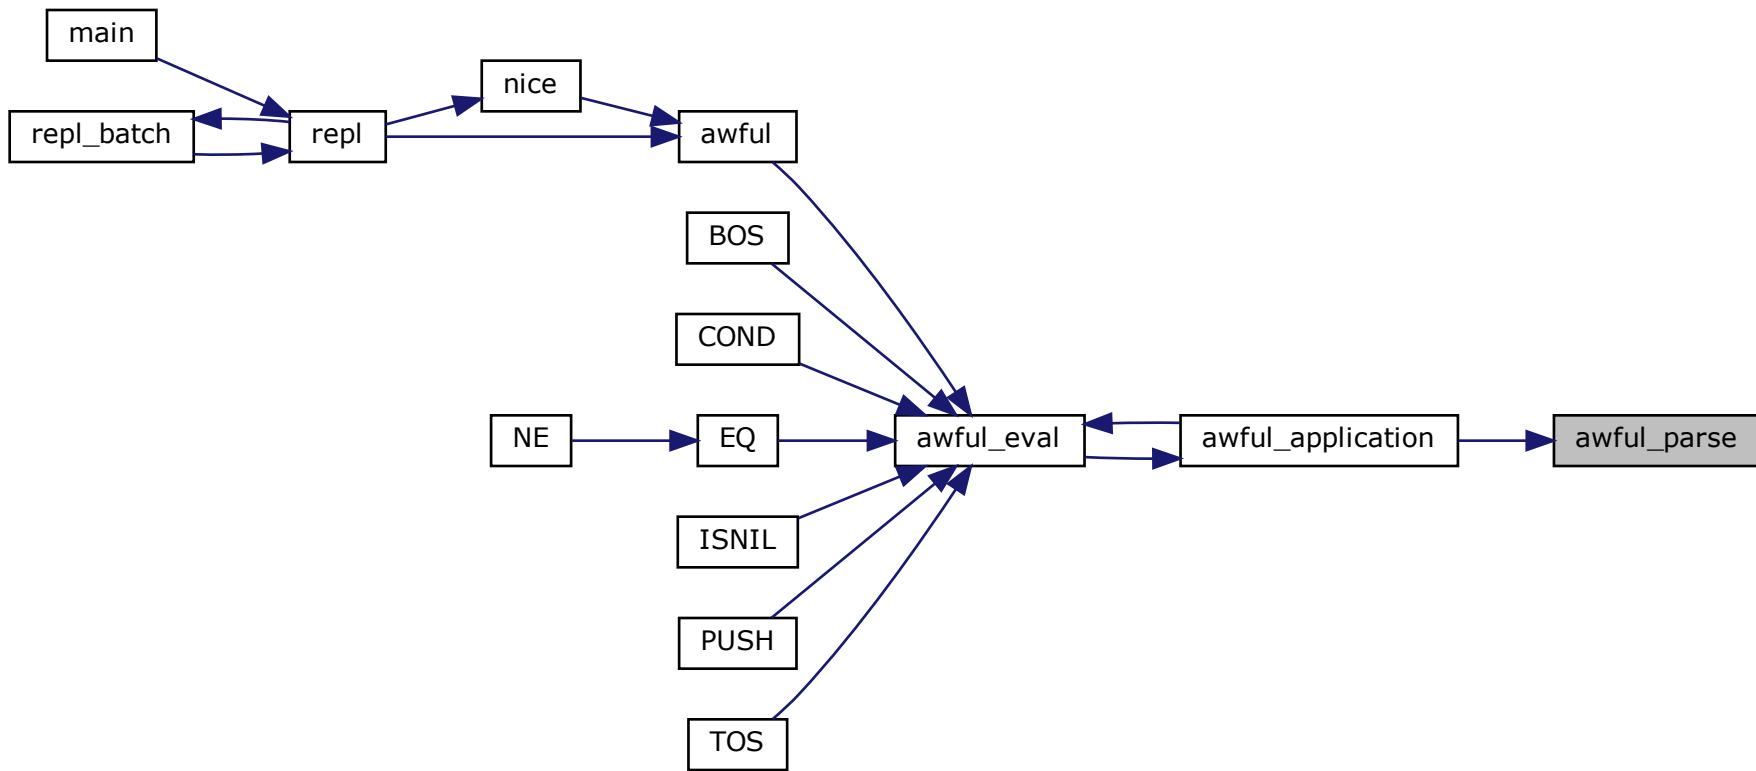 main
nice
repl_batch
repl
awful
BOS
COND
NE
EQ
awful_eval
awful_application
awful_parse
ISNIL
PUSH
TOS